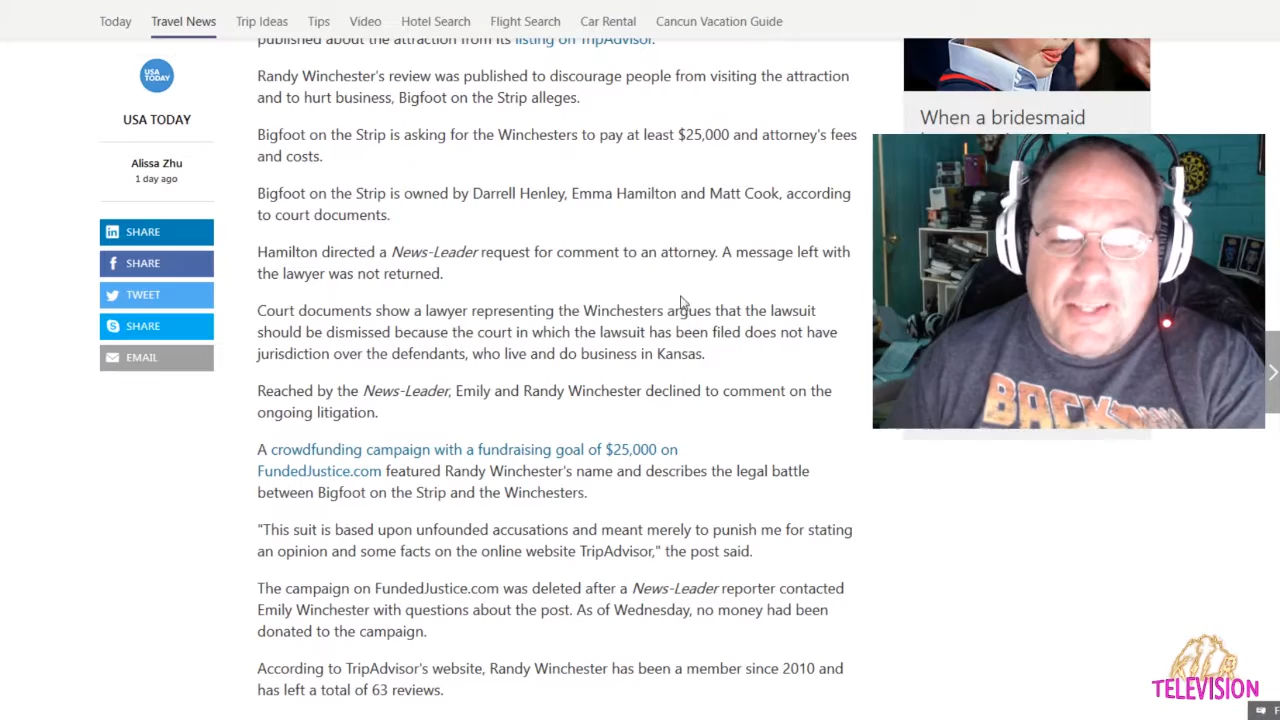 Today Travel News Trip Ideas Tips Video Hotel Search Flight Search Car Rental Cancun Vacation Guide
published about the attraction from its listing on TripAdvisor.
USA
TODAY
USA TODAY
Alissa Zhu
1 day ago
SHARE
SHARE
TWEET
SHARE
EMAIL
Randy Winchester's review was published to discourage people from visiting the attraction
and to hurt business, Bigfoot on the Strip alleges.
Bigfoot on the Strip is asking for the Winchesters to pay at least $25,000 and attorney's fees
and costs.
Bigfoot on the Strip is owned by Darrell Henley, Emma Hamilton and Matt Cook, according
to court documents.
Hamilton directed a News-Leader request for comment to an attorney. A message left with
the lawyer was not returned.
Court documents show a lawyer representing the Winchesters argues that the lawsuit
should be dismissed because the court in which the lawsuit has been filed does not have
jurisdiction over the defendants, who live and do business in Kansas.
Reached by the News-Leader, Emily and Randy Winchester declined to comment on the
ongoing litigation.
A crowdfunding campaign with a fundraising goal of $25,000 on
FundedJustice.com featured Randy Winchester's name and describes the legal battle
between Bigfoot on the Strip and the Winchesters.
"This suit is based upon unfounded accusations and meant merely to punish me for stating
an opinion and some facts on the online website TripAdvisor," the post said.
The campaign on FundedJustice.com was deleted after a News-Leader reporter contacted
Emily Winchester with questions about the post. As of Wednesday, no money had been
donated to the campaign.
According to TripAdvisor's website, Randy Winchester has been a member since 2010 and
has left a total of 63 reviews.
When a bridesmaid
BACK
TELEVISION